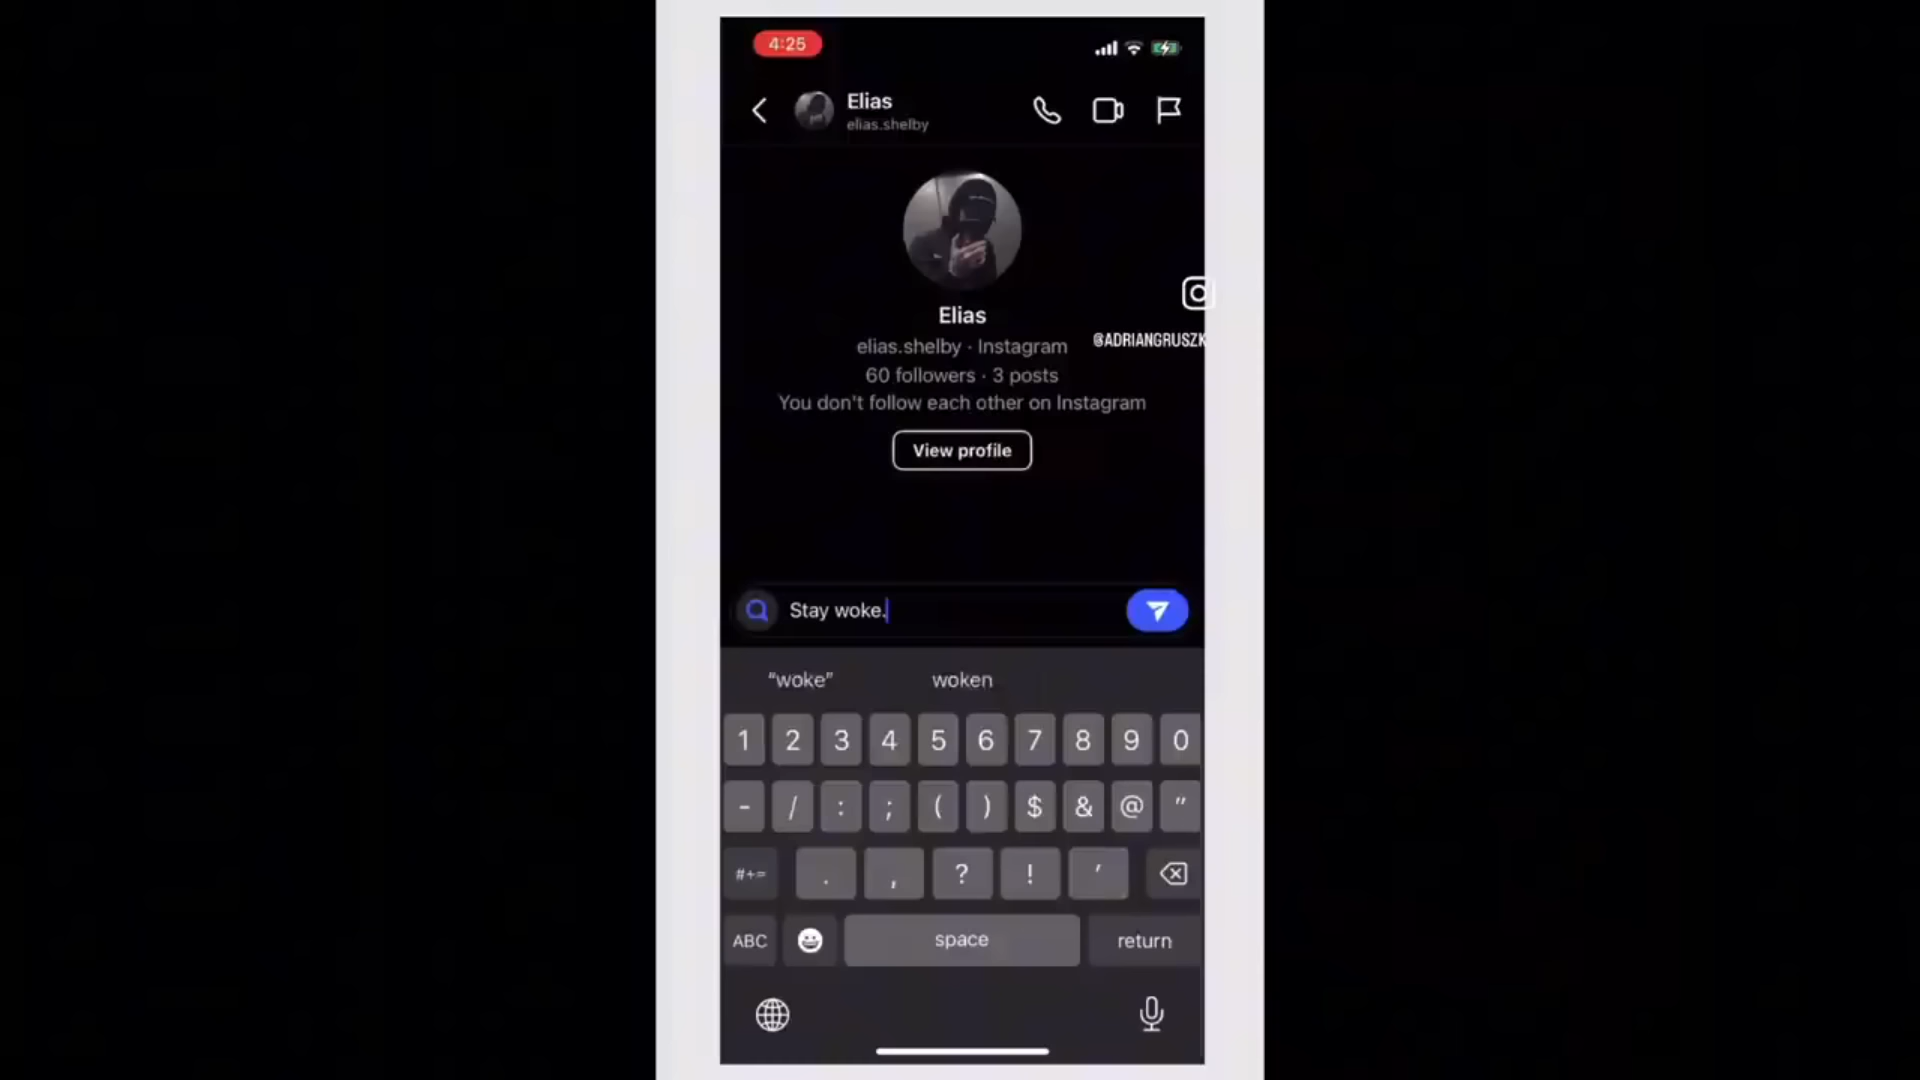 4:25
Elias
elias.shelby
Elias
elias.shelby · Instagram
@ADRIANGRUSZK
60 followers · 3 posts
You don't follow each other on Instagram
View profile
Stay woke.
“woke” woken
1 2 3 4 5 6 7 8 9 0
- / : ; ( ) $ & @ "
#+= . , ? ! '
ABC space return